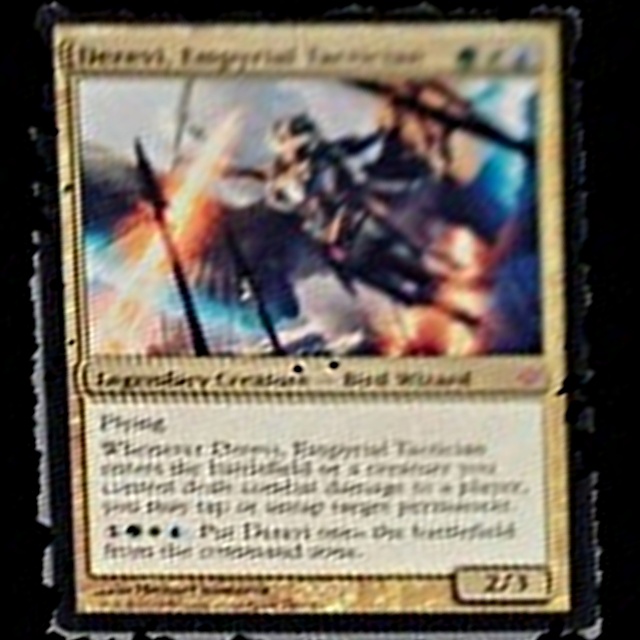 Derevi, Empyrial Tactician
Legendary Creature — Bird Wizard
Flying
Whenever Derevi, Empyrial Tactician
enters the battlefield or a creature you
control deals combat damage to a player,
you may tap or untap target permanent.
: Put Derevi onto the battlefield
from the command zone.
2/3